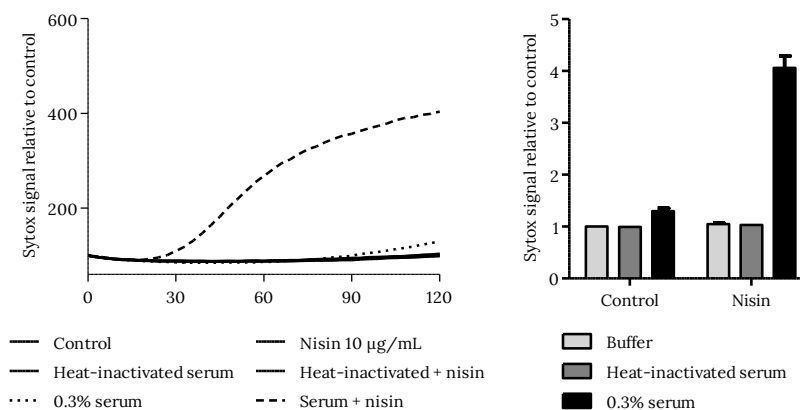 Sytox signal relative to control
600
400
200
0
30
60
90
120
Control
Nisin 10 µg/mL
Heat-inactivated serum
Heat-inactivated + nisin
0.3% serum
Serum + nisin
Sytox signal relative to control
5
4
3
2
1
0
Control
Nisin
Buffer
Heat-inactivated serum
0.3% serum